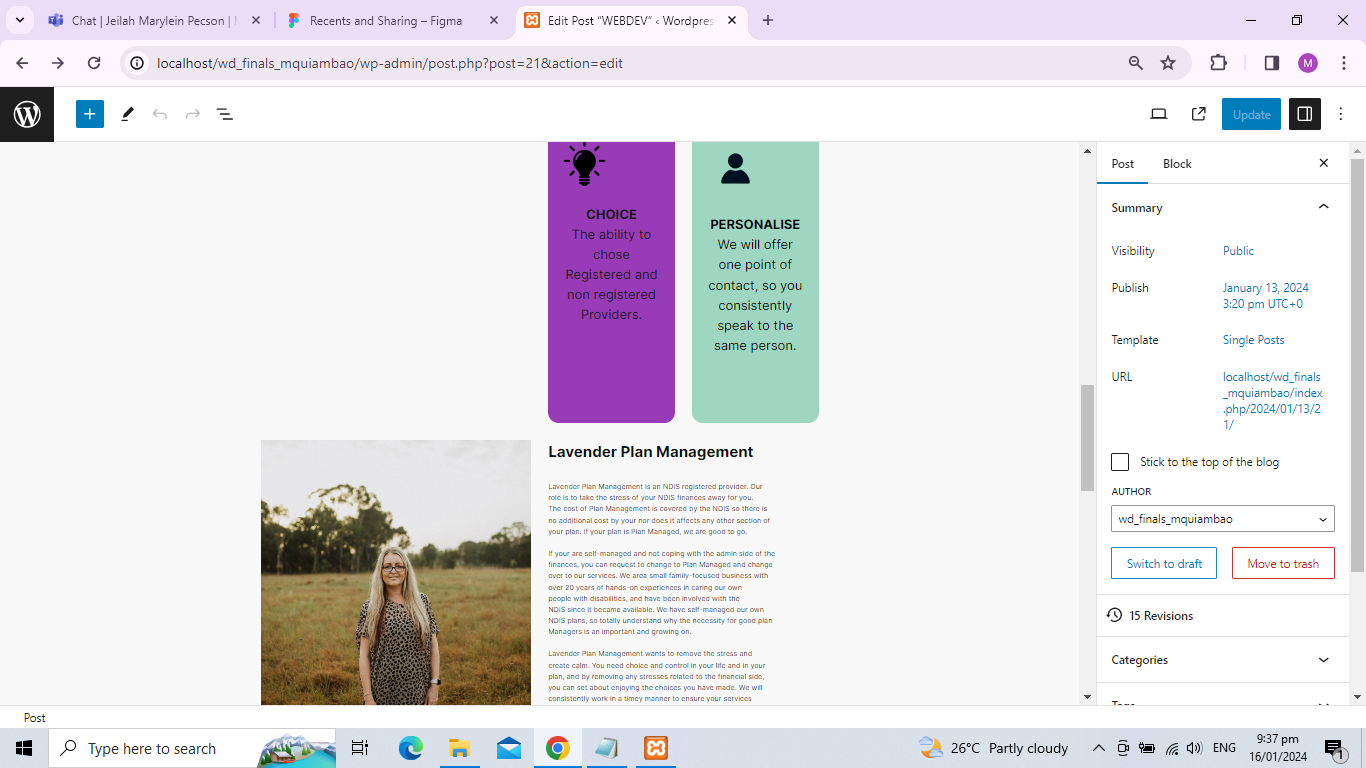 Chat | Jeilah Marylein Pecson |
Recents and Sharing – Figma
Edit Post “WEBDEV” ‹ Wordpres
localhost/wd_finals_mquiambao/wp-admin/post.php?post=21&action=edit
M
Update
CHOICE
The ability to
chose
Registered and
non registered
Providers.
PERSONALISE
We will offer
one point of
contact, so you
consistently
speak to the
same person.
Lavender Plan Management
Lavender Plan Management is an NDIS registered provider. Our
role is to take the stress of your NDIS finances away for you.
The cost of Plan Management is covered by the NDIS so there is
no additional cost by your nor does it affects any other section of
your plan. If your plan is Plan Managed, we are good to go.
If your are self-managed and not coping with the admin side of the
finances, you can request to change to Plan Managed and change
over to our services. We area small family-focused business with
over 20 years of hands-on experiences in caring our own
people with disabilities, and have been involved with the
NDIS since it became available. We have self-managed our own
NDIS plans, so totally understand why the necessity for good plan
Managers is an important and growing on.
Lavender Plan Management wants to remove the stress and
create calm. You need choice and control in your life and in your
plan, and by removing any stresses related to the financial side,
you can set about enjoying the choices you have made. We will
consistently work in a timey manner to ensure your services
Post
Block
Summary
Visibility
Public
Publish
January 13, 2024
3:20 pm UTC+0
Template
Single Posts
URL
localhost/wd_finals
_mquiambao/index
.php/2024/01/13/2
1/
Stick to the top of the blog
AUTHOR
wd_finals_mquiambao
Switch to draft
Move to trash
15 Revisions
Categories
Tags
Post
Type here to search
26°C Partly cloudy
ENG
9:37 pm
16/01/2024
1